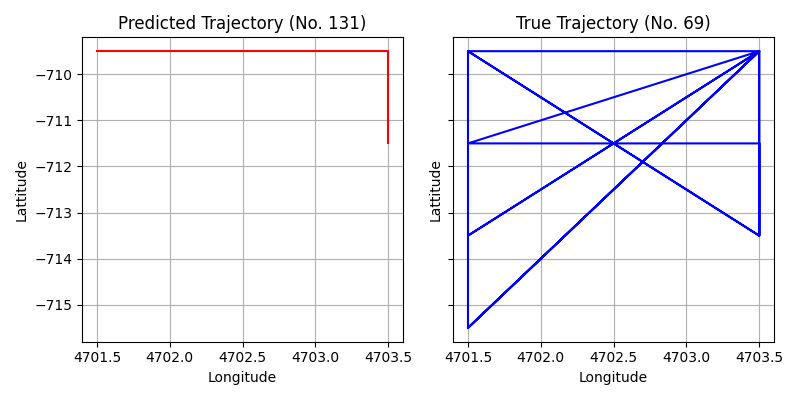 Predicted Trajectory (No. 131)
True Trajectory (No. 69)
−710
−711
−712
−713
−714
−715
Lattitude
Lattitude
4701.5 4702.0 4702.5 4703.0 4703.5
4701.5 4702.0 4702.5 4703.0 4703.5
Longitude
Longitude